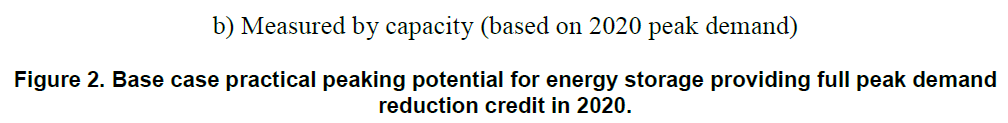 b) Measured by capacity (based on 2020 peak demand)
Figure 2. Base case practical peaking potential for energy storage providing full peak demand
reduction credit in 2020.